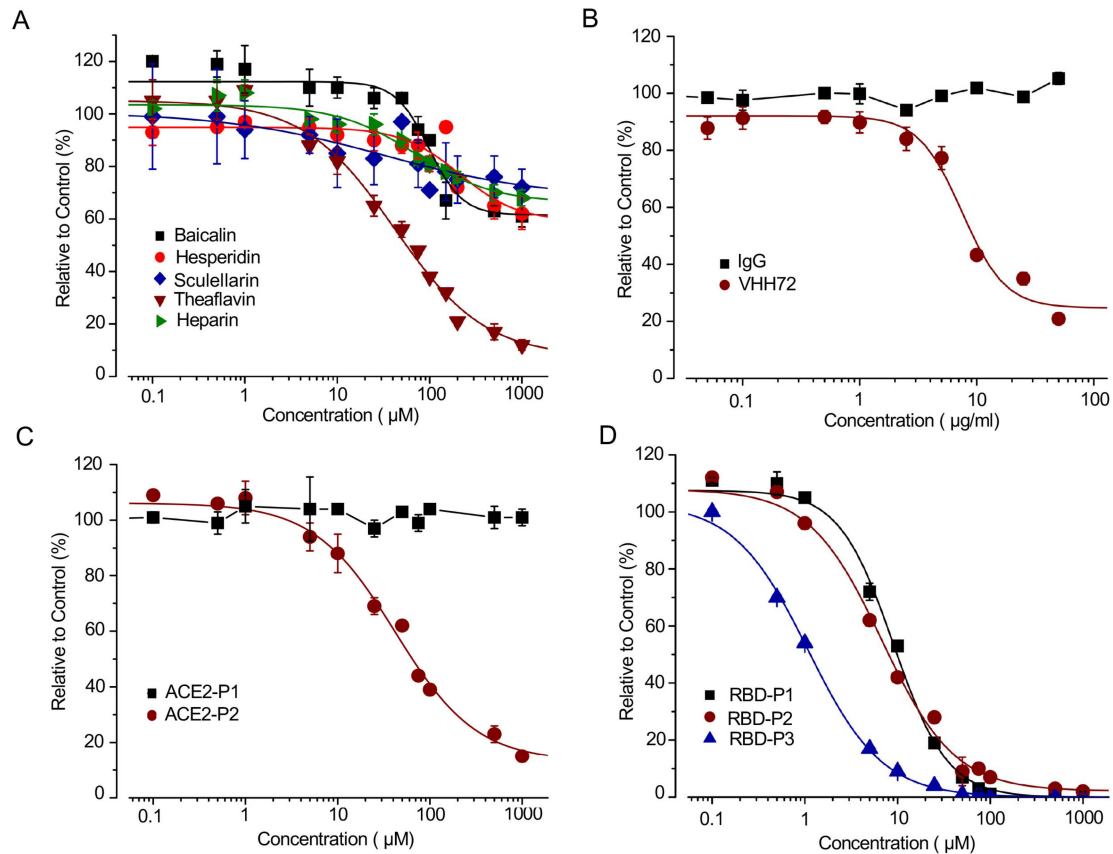 A
Relative to Control (%)
120
100
80
60
40
20
0
Baicalin
Hesperidin
Sculellarin
Theaflavin
Heparin
0.1
1
10
100
1000
Concentration ( µM)
B
Relative to Control (%)
120
100
80
60
40
20
0
IgG
VHH72
0.1
1
10
100
Concentration ( µg/ml)
C
Relative to Control (%)
120
100
80
60
40
20
0
ACE2-P1
ACE2-P2
0.1
1
10
100
1000
Concentration ( µM)
D
Relative to Control (%)
120
100
80
60
40
20
0
RBD-P1
RBD-P2
RBD-P3
0.1
1
10
100
1000
Concentration ( µM)